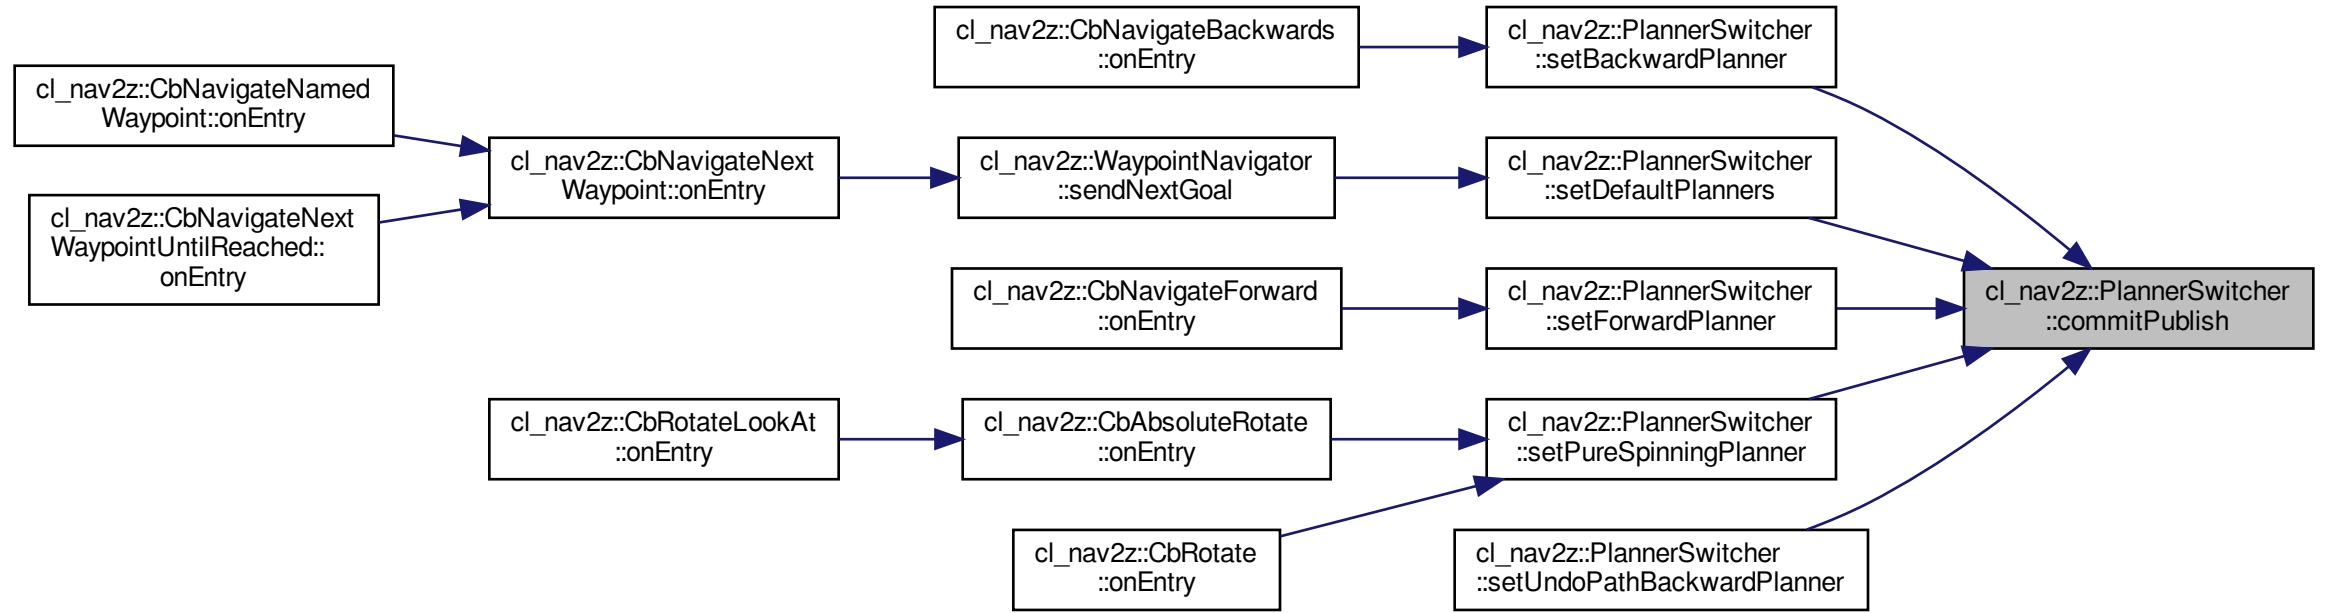 cl_nav2z::CbNavigateNamed
Waypoint::onEntry
cl_nav2z::CbNavigateNext
WaypointUntilReached::
onEntry
cl_nav2z::CbNavigateNext
Waypoint::onEntry
cl_nav2z::CbRotateLookAt
::onEntry
cl_nav2z::CbNavigateBackwards
::onEntry
cl_nav2z::WaypointNavigator
::sendNextGoal
cl_nav2z::CbNavigateForward
::onEntry
cl_nav2z::CbAbsoluteRotate
::onEntry
cl_nav2z::CbRotate
::onEntry
cl_nav2z::PlannerSwitcher
::setBackwardPlanner
cl_nav2z::PlannerSwitcher
::setDefaultPlanners
cl_nav2z::PlannerSwitcher
::setForwardPlanner
cl_nav2z::PlannerSwitcher
::setPureSpinningPlanner
cl_nav2z::PlannerSwitcher
::setUndoPathBackwardPlanner
cl_nav2z::PlannerSwitcher
::commitPublish